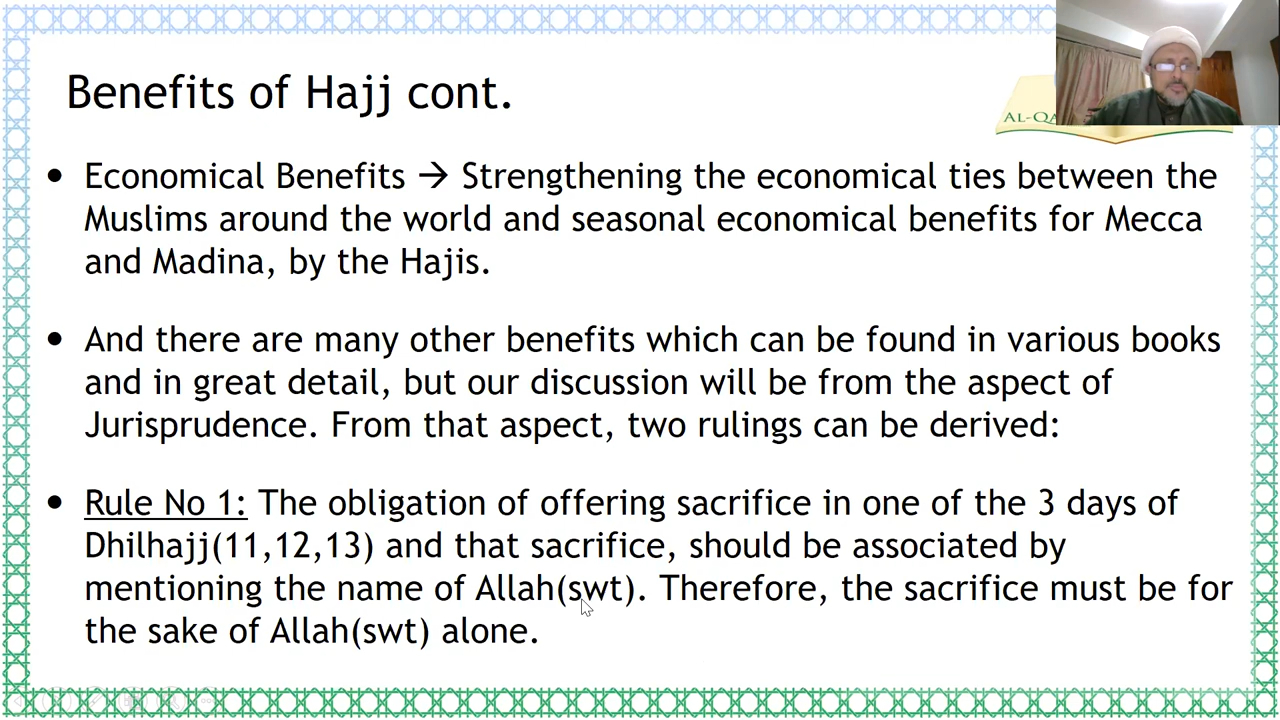 Benefits of Hajj cont.
AL-QA
• Economical Benefits → Strengthening the economical ties between the
Muslims around the world and seasonal economical benefits for Mecca
and Madina, by the Hajis.
• And there are many other benefits which can be found in various books
and in great detail, but our discussion will be from the aspect of
Jurisprudence. From that aspect, two rulings can be derived:
• Rule No 1: The obligation of offering sacrifice in one of the 3 days of
Dhilhajj(11,12,13) and that sacrifice, should be associated by
mentioning the name of Allah(swt). Therefore, the sacrifice must be for
the sake of Allah(swt) alone.